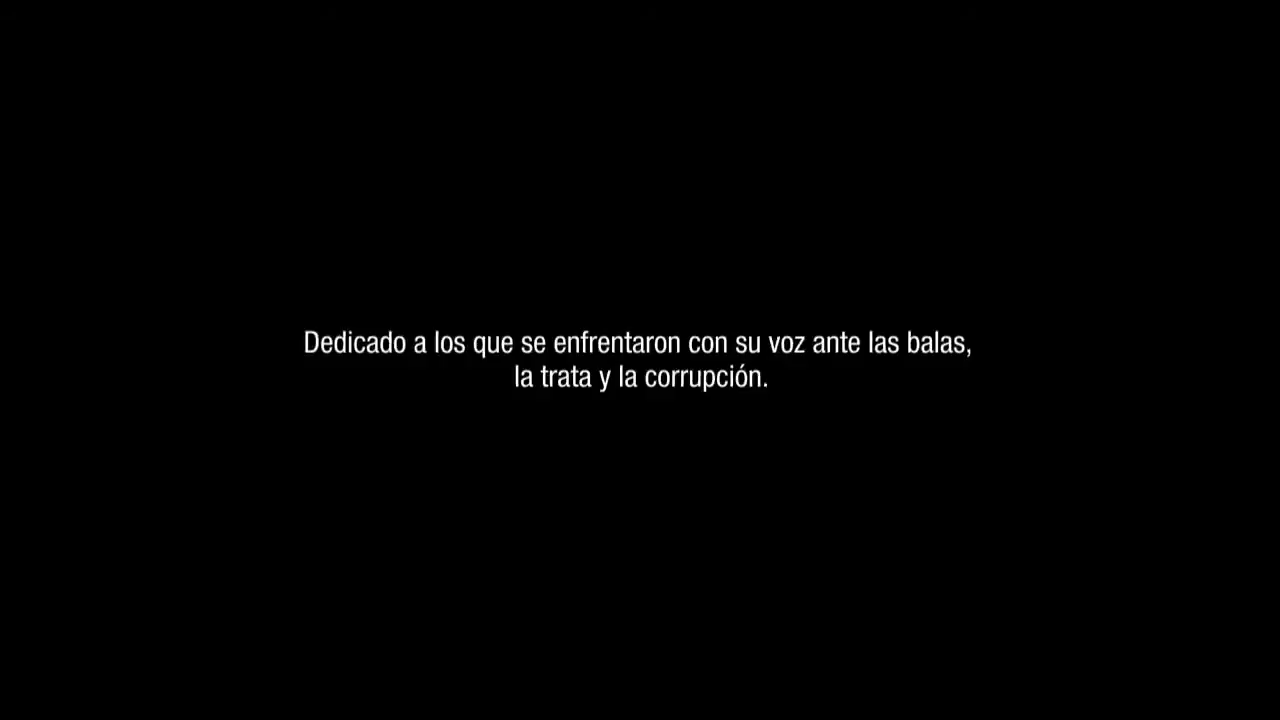 Dedicado a los que se enfrentaron con su voz ante las balas,
la trata y la corrupción.